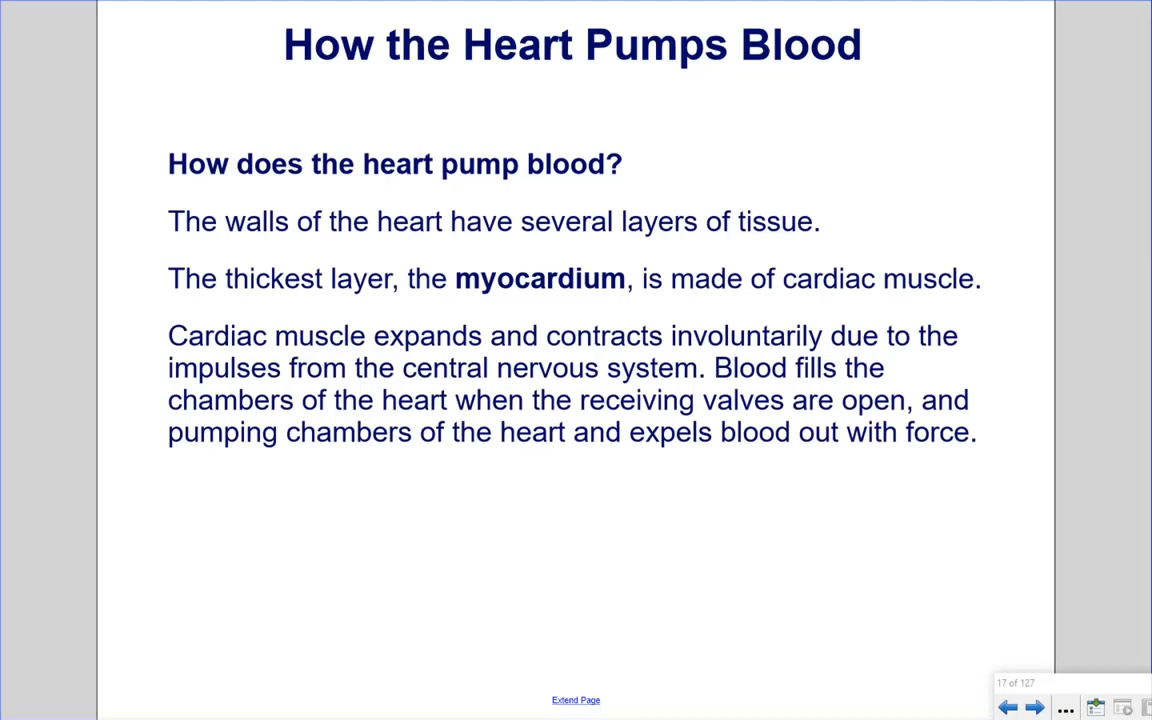 How the Heart Pumps Blood
How does the heart pump blood?
The walls of the heart have several layers of tissue.
The thickest layer, the myocardium, is made of cardiac muscle.
Cardiac muscle expands and contracts involuntarily due to the
impulses from the central nervous system. Blood fills the
chambers of the heart when the receiving valves are open, and
pumping chambers of the heart and expels blood out with force.
Extend Page
17 of 127